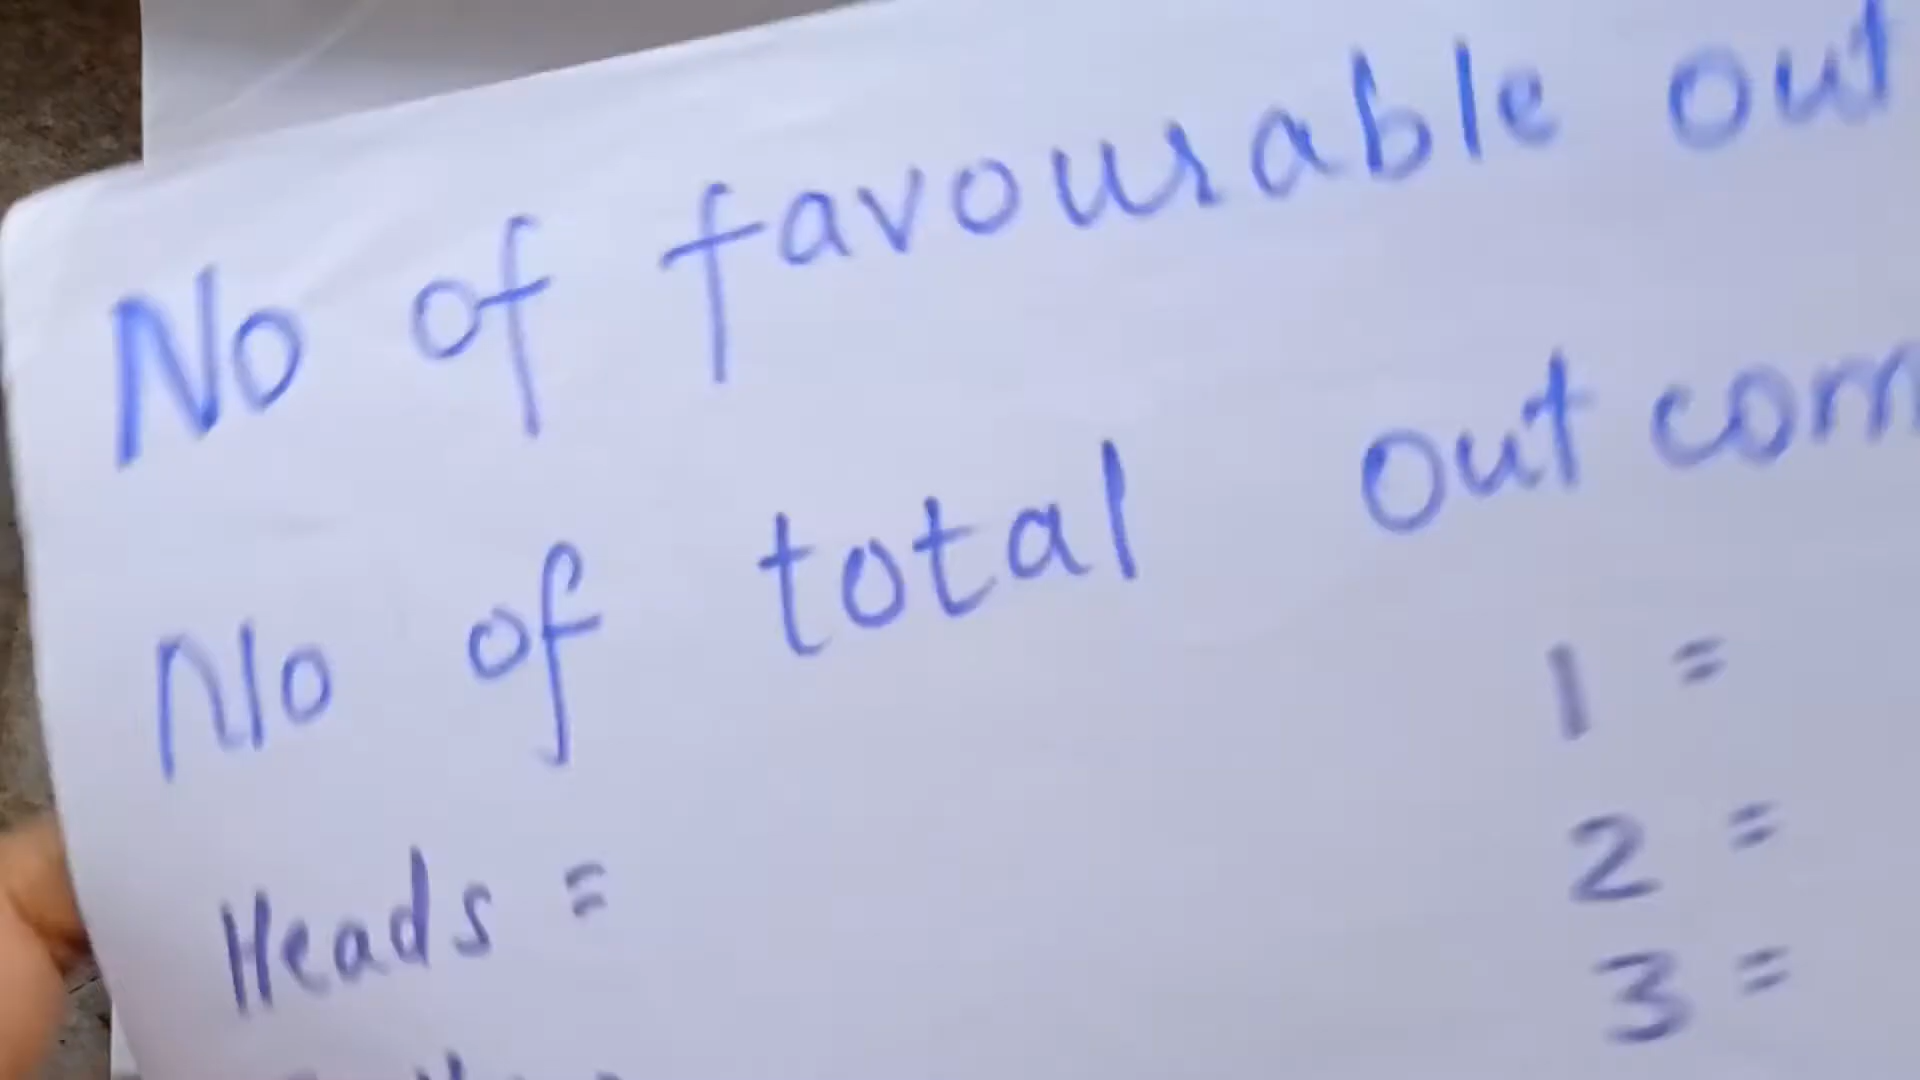 No of favourable out
No of total out com
Heads =
1 =
2 =
3 =